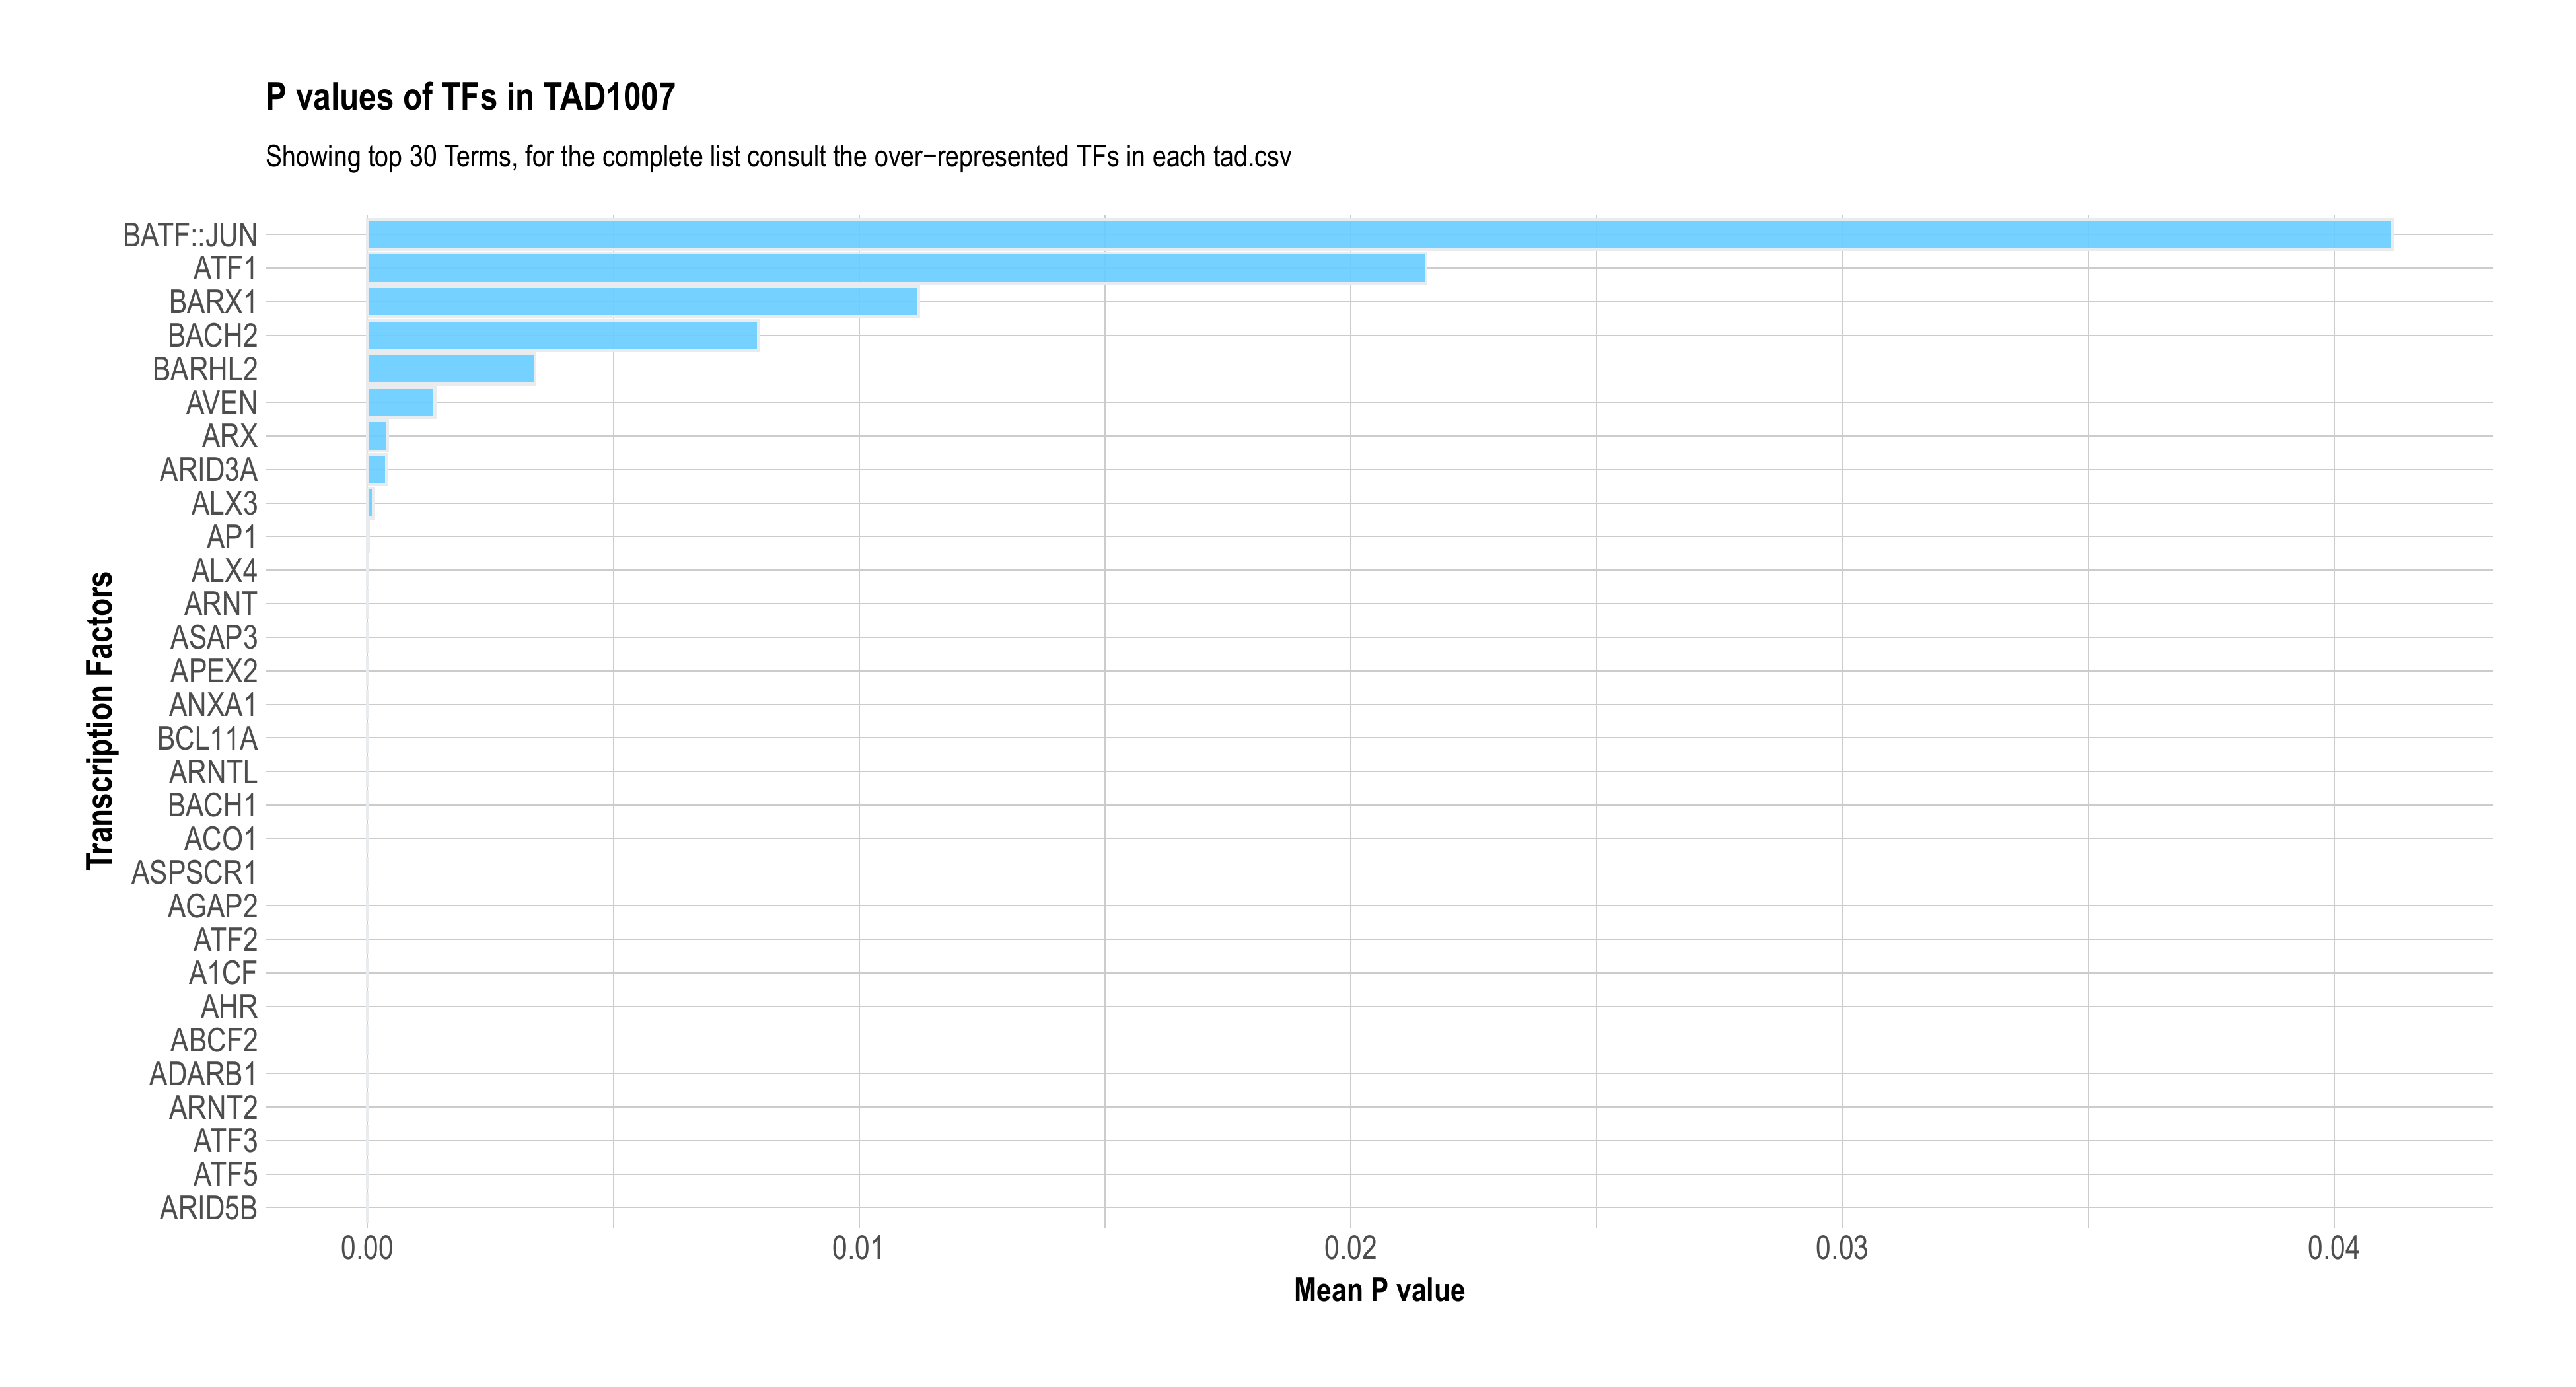 P values of TFs in TAD1007
Showing top 30 Terms, for the complete list consult the over−represented TFs in each tad.csv
Transcription Factors
BATF::JUN
ATF1
BARX1
BACH2
BARHL2
AVEN
ARX
ARID3A
ALX3
AP1
ALX4
ARNT
ASAP3
APEX2
ANXA1
BCL11A
ARNTL
BACH1
ACO1
ASPSCR1
AGAP2
ATF2
A1CF
AHR
ABCF2
ADARB1
ARNT2
ATF3
ATF5
ARID5B
0.00 0.01 0.02 0.03 0.04
Mean P value